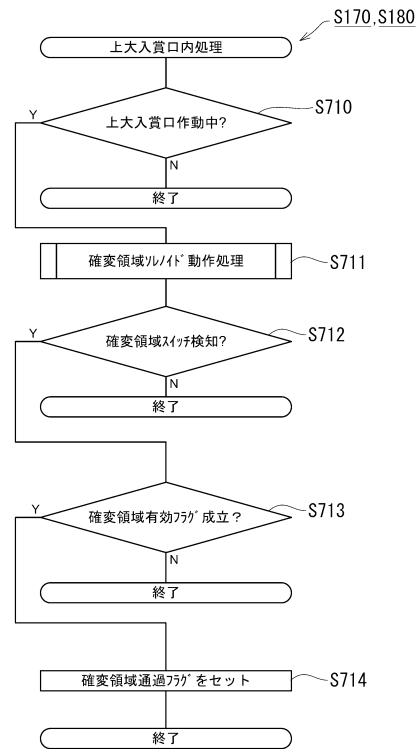 S170,S180
上大入賞口内処理
S710
上大入賞口作動中?
Y
N
終了
確変領域ｿﾚﾉｲﾄﾞ動作処理
S711
Y
確変領域ｽｲｯﾁ検知?
S712
N
終了
Y
確変領域有効ﾌﾗｸﾞ成立？
S713
N
終了
確変領域通過ﾌﾗｸﾞをセット
S714
終了